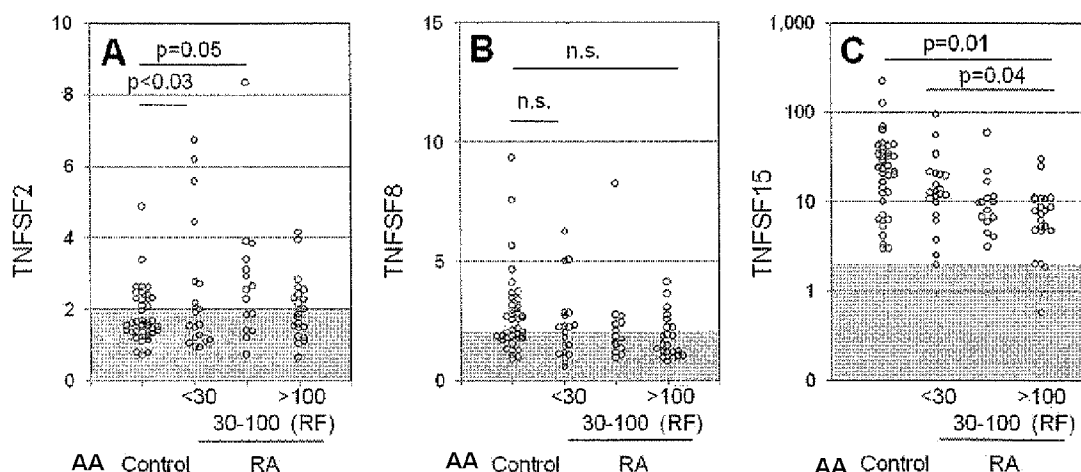 A
TNFSF2
10
8
6
4
2
0
p=0.05
p<0.03
<30 >100
30-100 (RF)
AA Control RA
B
TNFSF8
15
10
5
0
n.s.
n.s.
<30 >100
30-100 (RF)
AA Control RA
C
TNFSF15
1,000
100
10
1
0
p=0.01
p=0.04
<30 >100
30-100 (RF)
AA Control RA